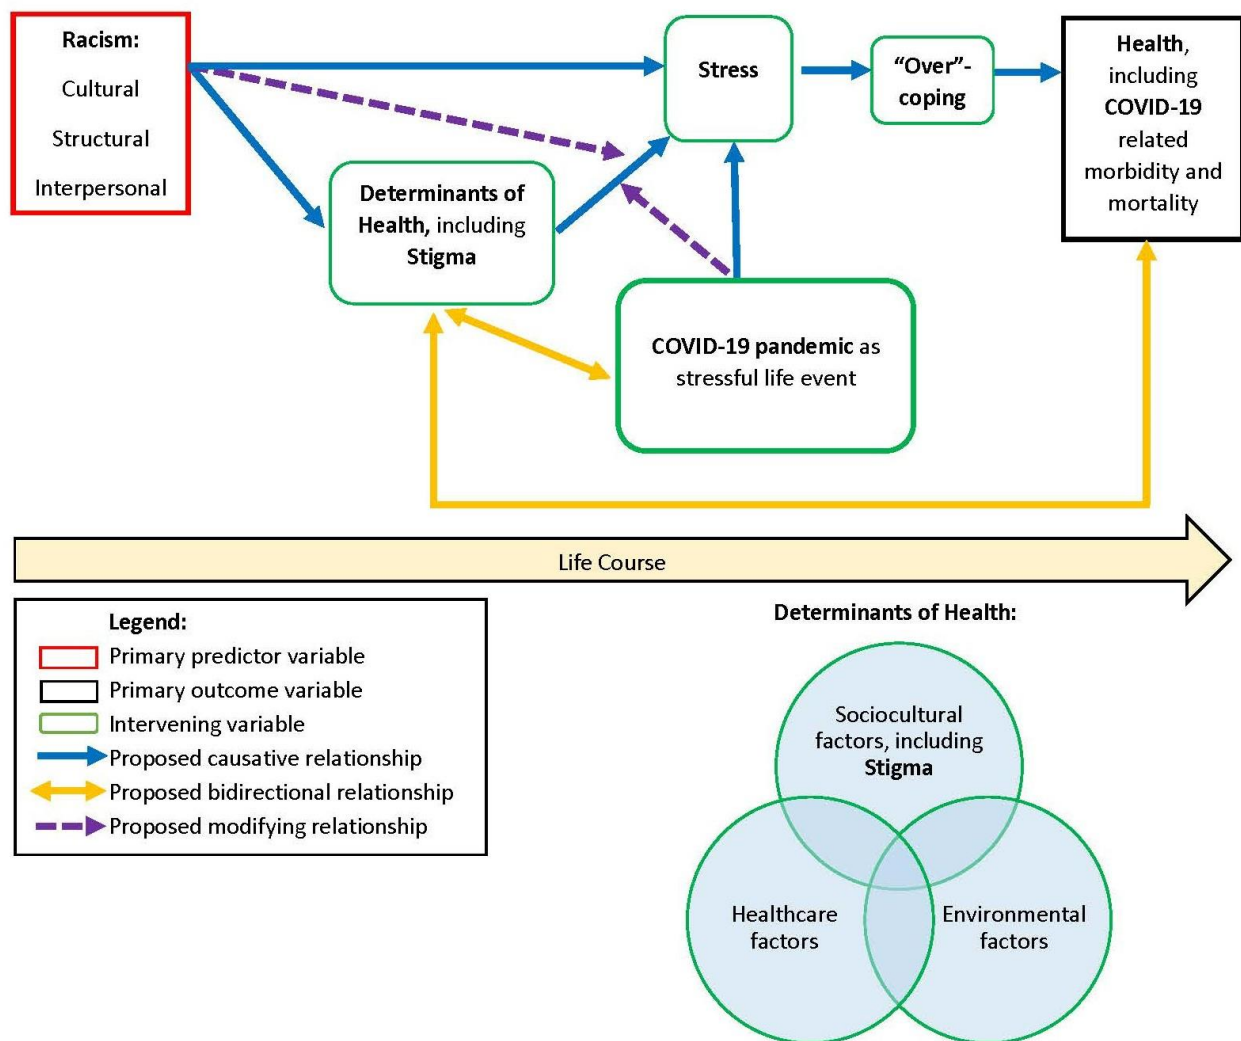 Racism:
Cultural
Structural
Interpersonal
Stress
“Over”-
coping
Health,
including
COVID-19
related
morbidity and
mortality
Determinants of
Health, including
Stigma
COVID-19 pandemic as
stressful life event
Life Course
Legend:
Primary predictor variable
Primary outcome variable
Intervening variable
Proposed causative relationship
Proposed bidirectional relationship
Proposed modifying relationship
Determinants of Health:
Sociocultural
factors, including
Stigma
Healthcare
factors
Environmental
factors